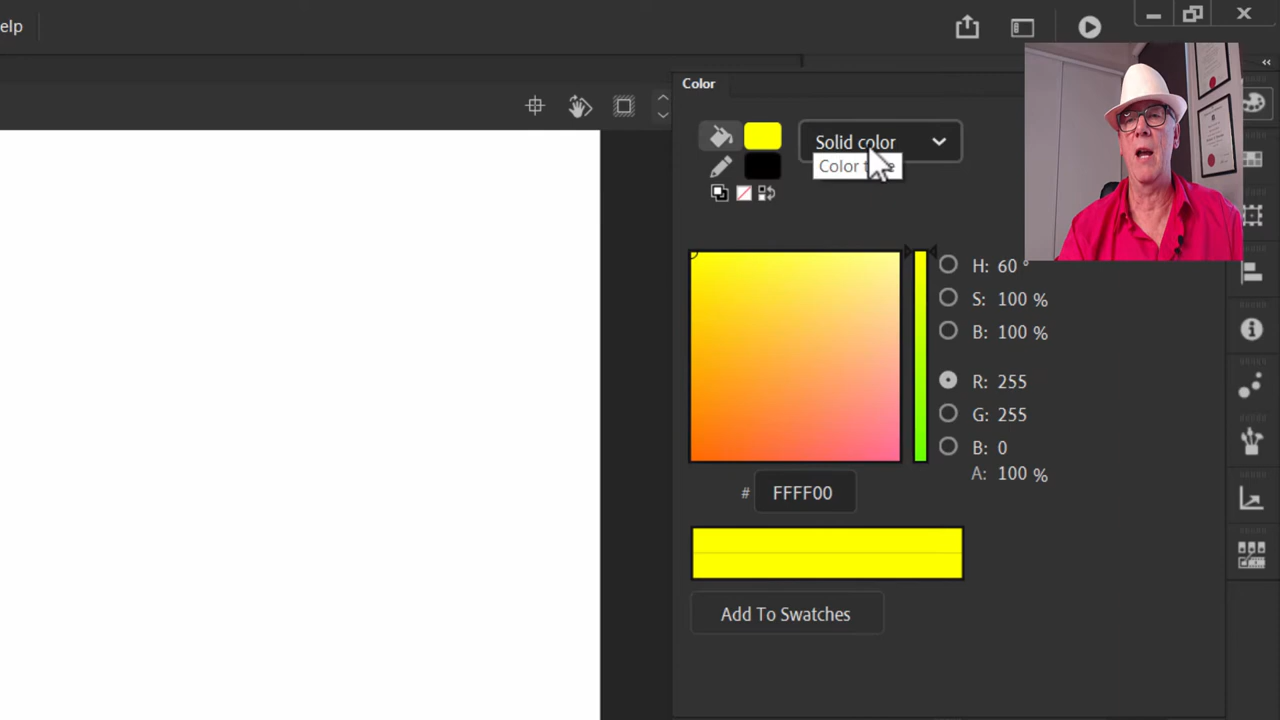 elp
Color
Solid color
Color
H: 60 °
S: 100 %
B: 100 %
R: 255
G: 255
B: 0
A: 100 %
# FFFF00
Add To Swatches